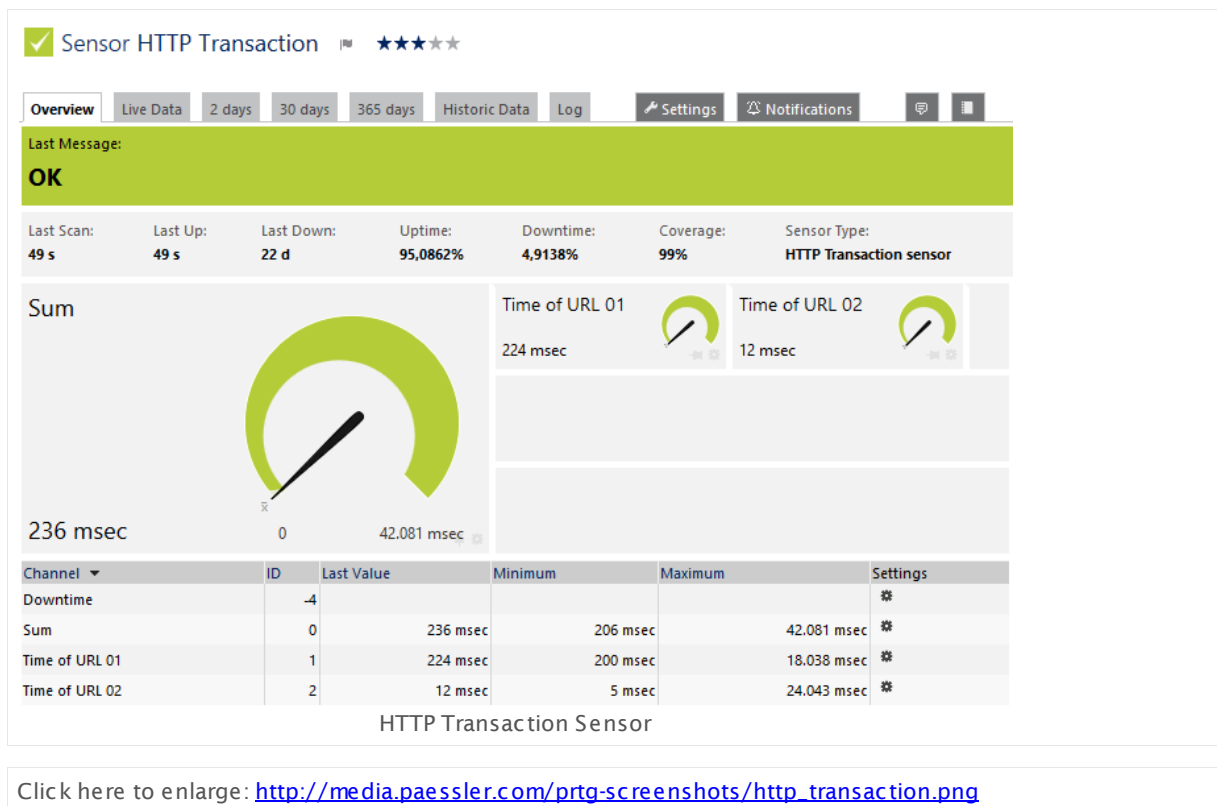 Sensor HTTP Transaction
Overview Live Data 2 days 30 days 365 days Historic Data Log Settings Notifications
Last Message:
OK
Last Scan: Last Up: Last Down: Uptime: Downtime: Coverage: Sensor Type:
49 s 49 s 22 d 95,0862% 4,9138% 99% HTTP Transaction sensor
Sum
Time of URL 01
224 msec
Time of URL 02
12 msec
x̅
236 msec 0 42.081 msec
Channel ID Last Value Minimum Maximum Settings
Downtime -4
Sum 0 236 msec 206 msec 42.081 msec
Time of URL 01 1 224 msec 200 msec 18.038 msec
Time of URL 02 2 12 msec 5 msec 24.043 msec
HTTP Transaction Sensor
Click here to enlarge: http://media.paessler.com/prtg-screenshots/http_transaction.png